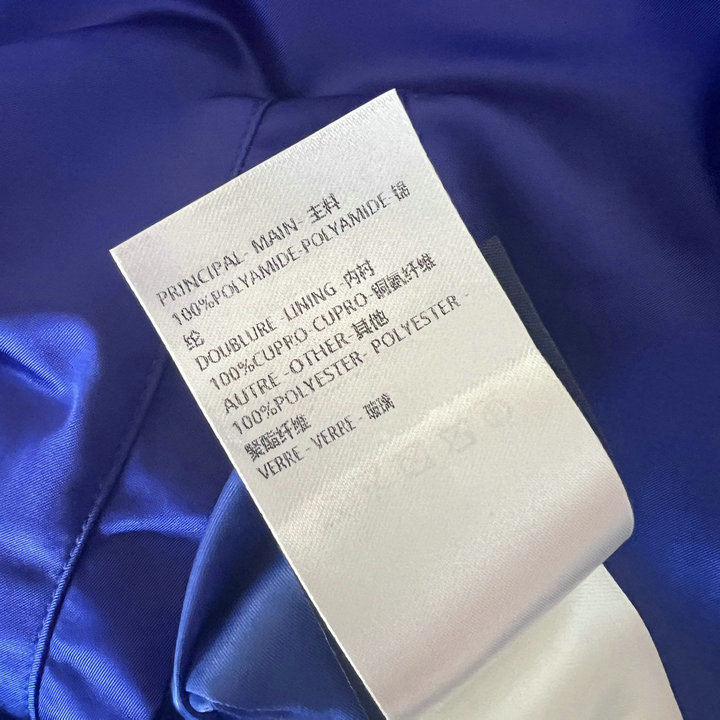 PRINCIPAL- MAIN-主料
100%POLYAMIDE-POLYAMIDE-锦
纶
DOUBLURE -LINING -内衬
100%CUPRO-CUPRO-铜氨纤维
AUTRE -OTHER-其他
100%POLYESTER- POLYESTER -
聚酯纤维
VERRE - VERRE - 玻璃